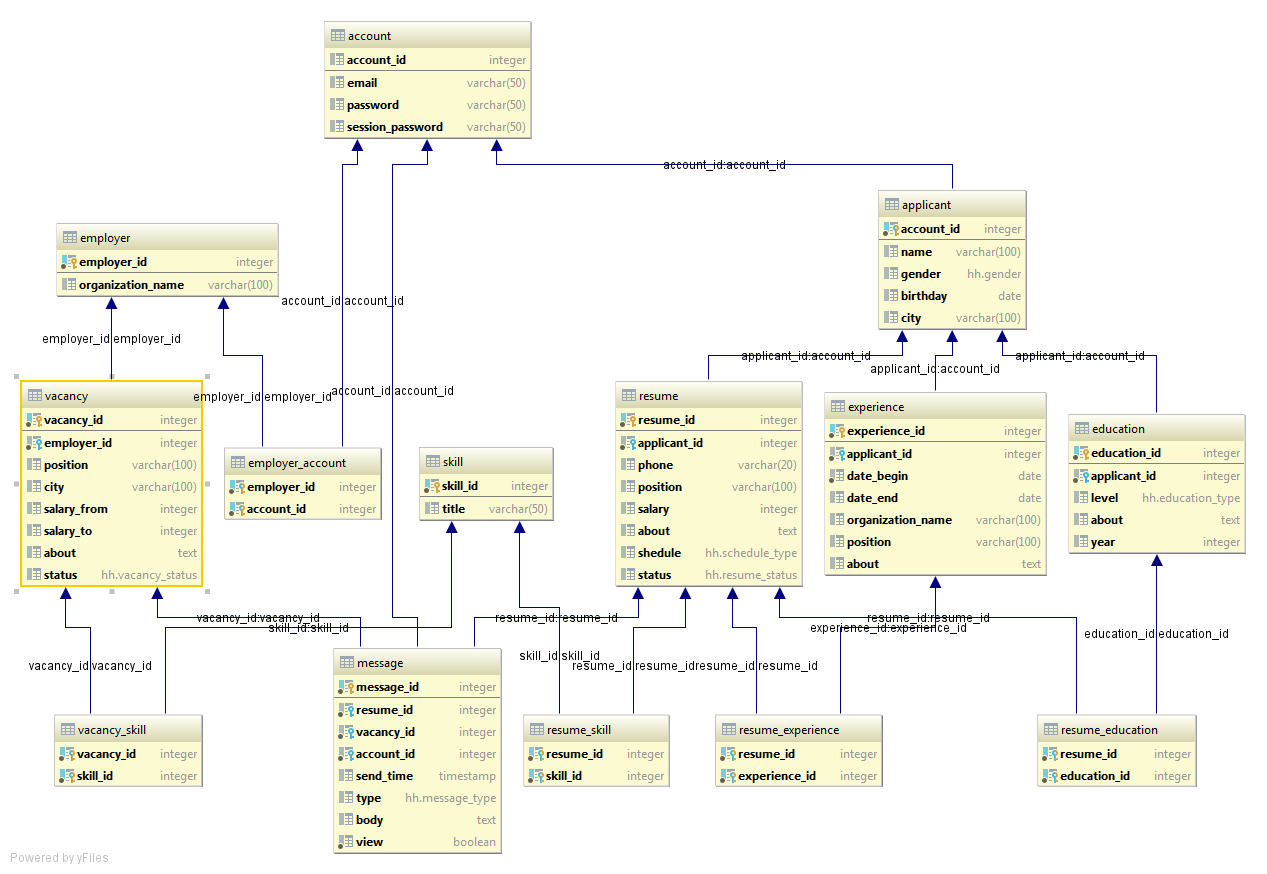 account
account_id integer
email varchar(50)
password varchar(50)
session_password varchar(50)
account_id:account_id
applicant
account_id integer
name varchar(100)
gender hh.gender
birthday date
city varchar(100)
employer
employer_id integer
organization_name varchar(100)
account_id:account_id
employer_id:employer_id
applicant_id:account_id
applicant_id:account_id
applicant_id:account_id
account_id:account_id
employer_id:employer_id
vacancy
vacancy_id integer
employer_id integer
position varchar(100)
city varchar(100)
salary_from integer
salary_to integer
about text
status hh.vacancy_status
employer_account
employer_id integer
account_id integer
skill
skill_id integer
title varchar(50)
resume
resume_id integer
applicant_id integer
phone varchar(20)
position varchar(100)
salary integer
about text
shedule hh.schedule_type
status hh.resume_status
experience
experience_id integer
applicant_id integer
date_begin date
date_end date
organization_name varchar(100)
position varchar(100)
about text
education
education_id integer
applicant_id integer
level hh.education_type
about text
year integer
vacancy_id:vacancy_id
skill_id:skill_id
resume_id:resume_id
resume_id:resume_id
experience_id:experience_id
education_id:education_id
skill_id:skill_id
vacancy_id:vacancy_id
resume_id:resume_id
resume_id:resume_id
vacancy_skill
vacancy_id integer
skill_id integer
message
message_id integer
resume_id integer
vacancy_id integer
account_id integer
send_time timestamp
type hh.message_type
body text
view boolean
resume_skill
resume_id integer
skill_id integer
resume_experience
resume_id integer
experience_id integer
resume_education
resume_id integer
education_id integer
Powered by yFiles